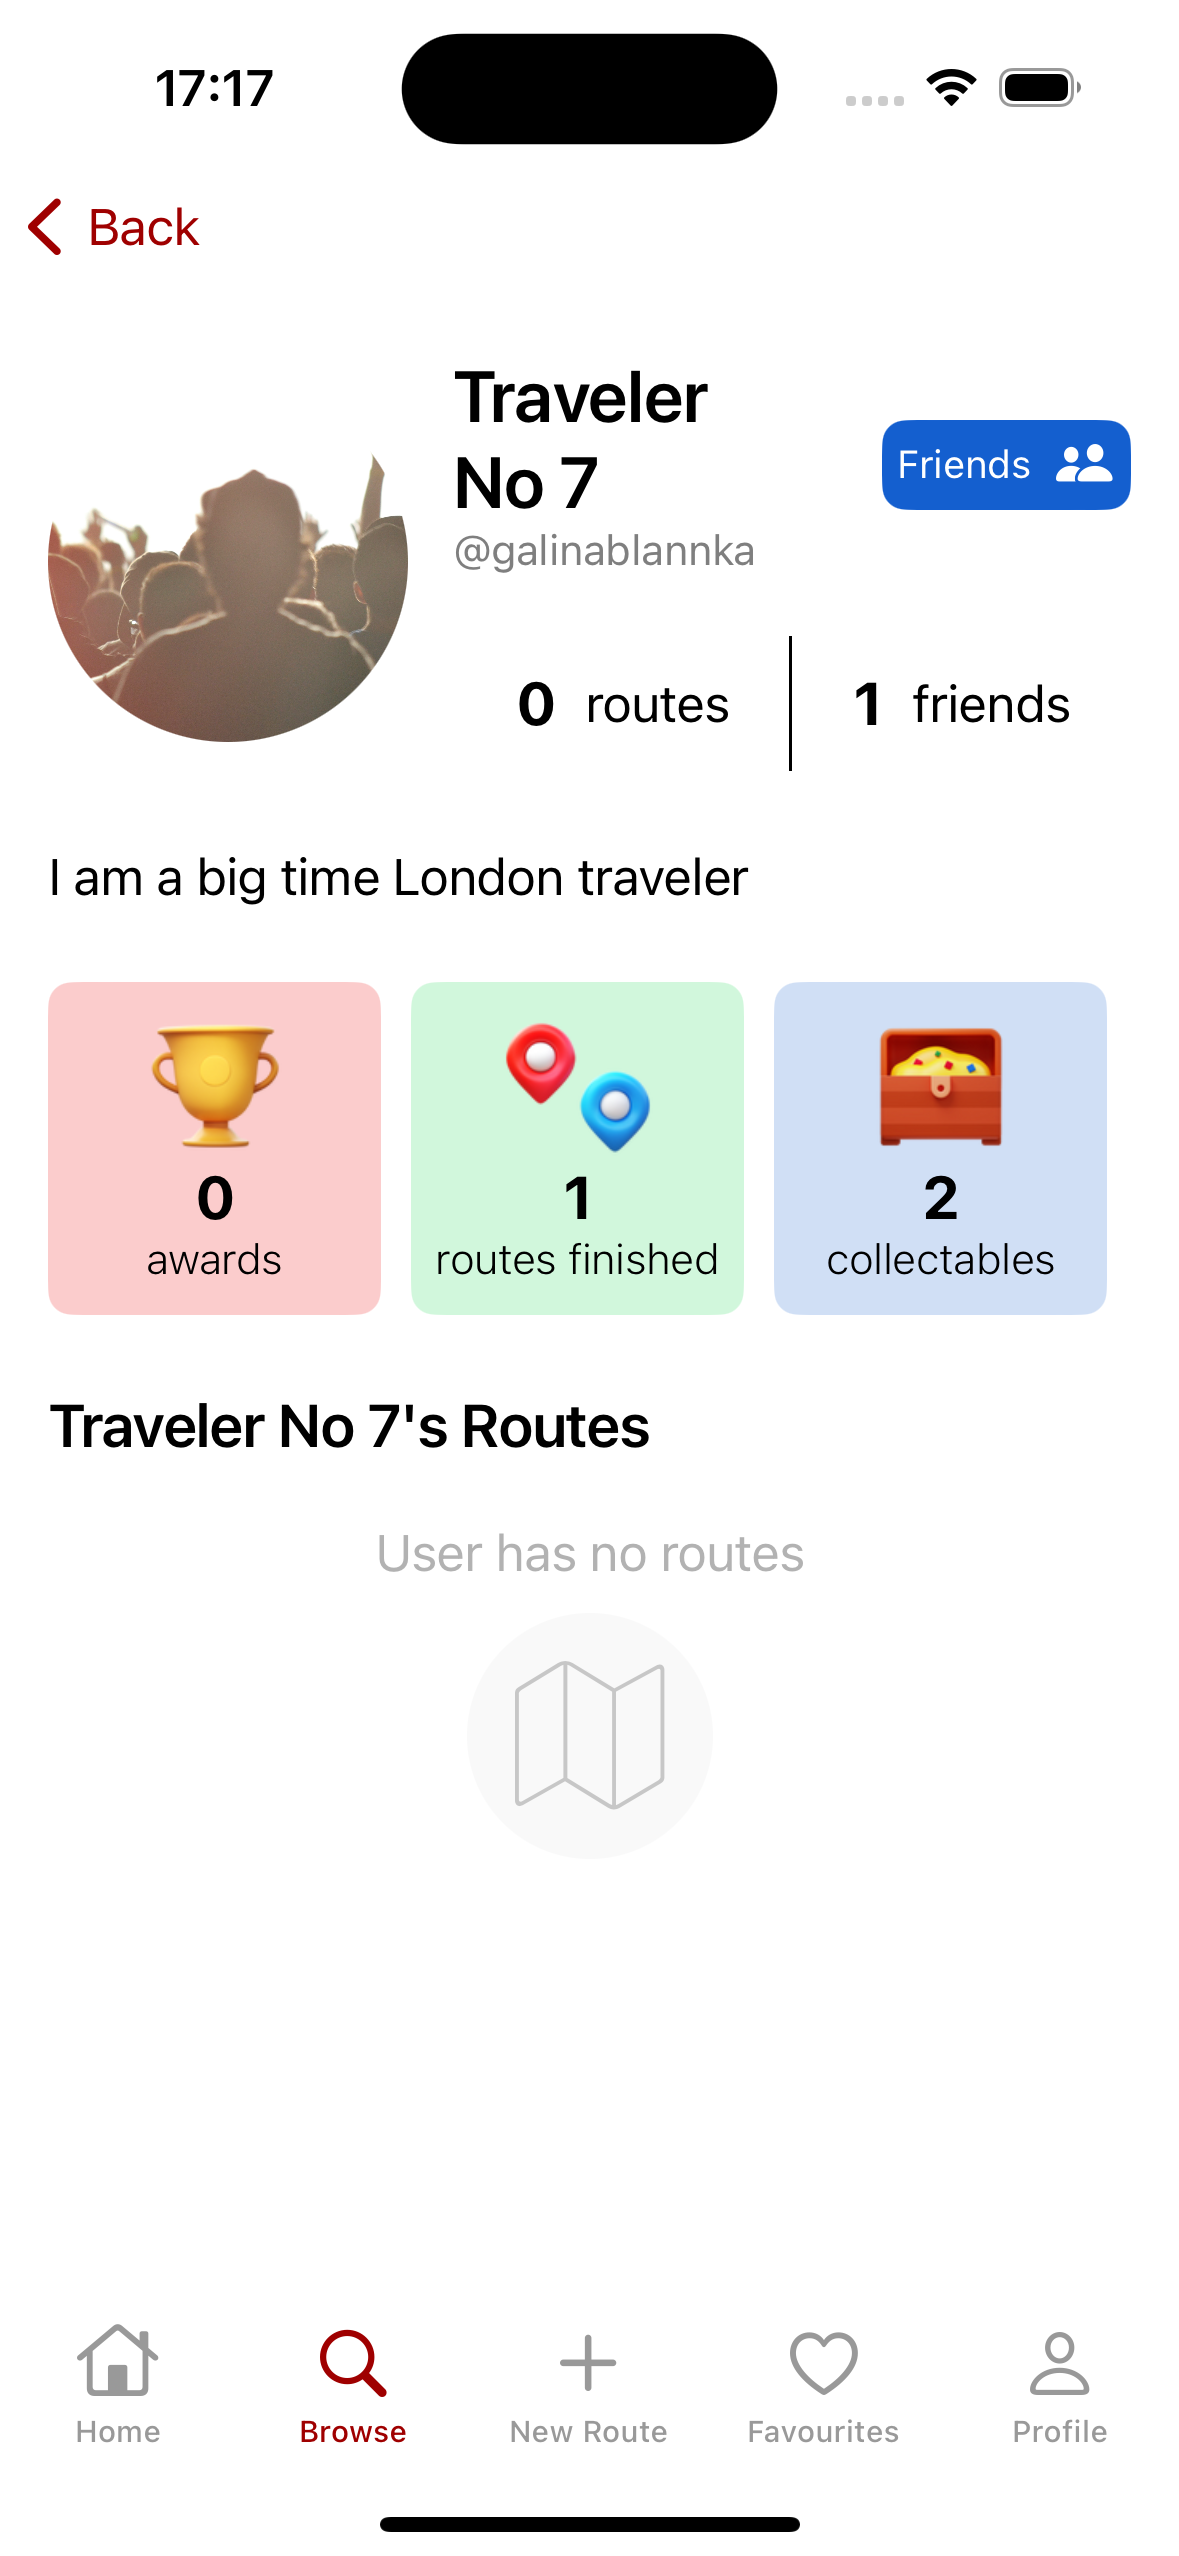 17:17
Back
Traveler
No 7
Friends
@galinablannka
0 routes
1 friends
I am a big time London traveler
0
awards
1
routes finished
2
collectables
Traveler No 7's Routes
User has no routes
Home
Browse
New Route
Favourites
Profile